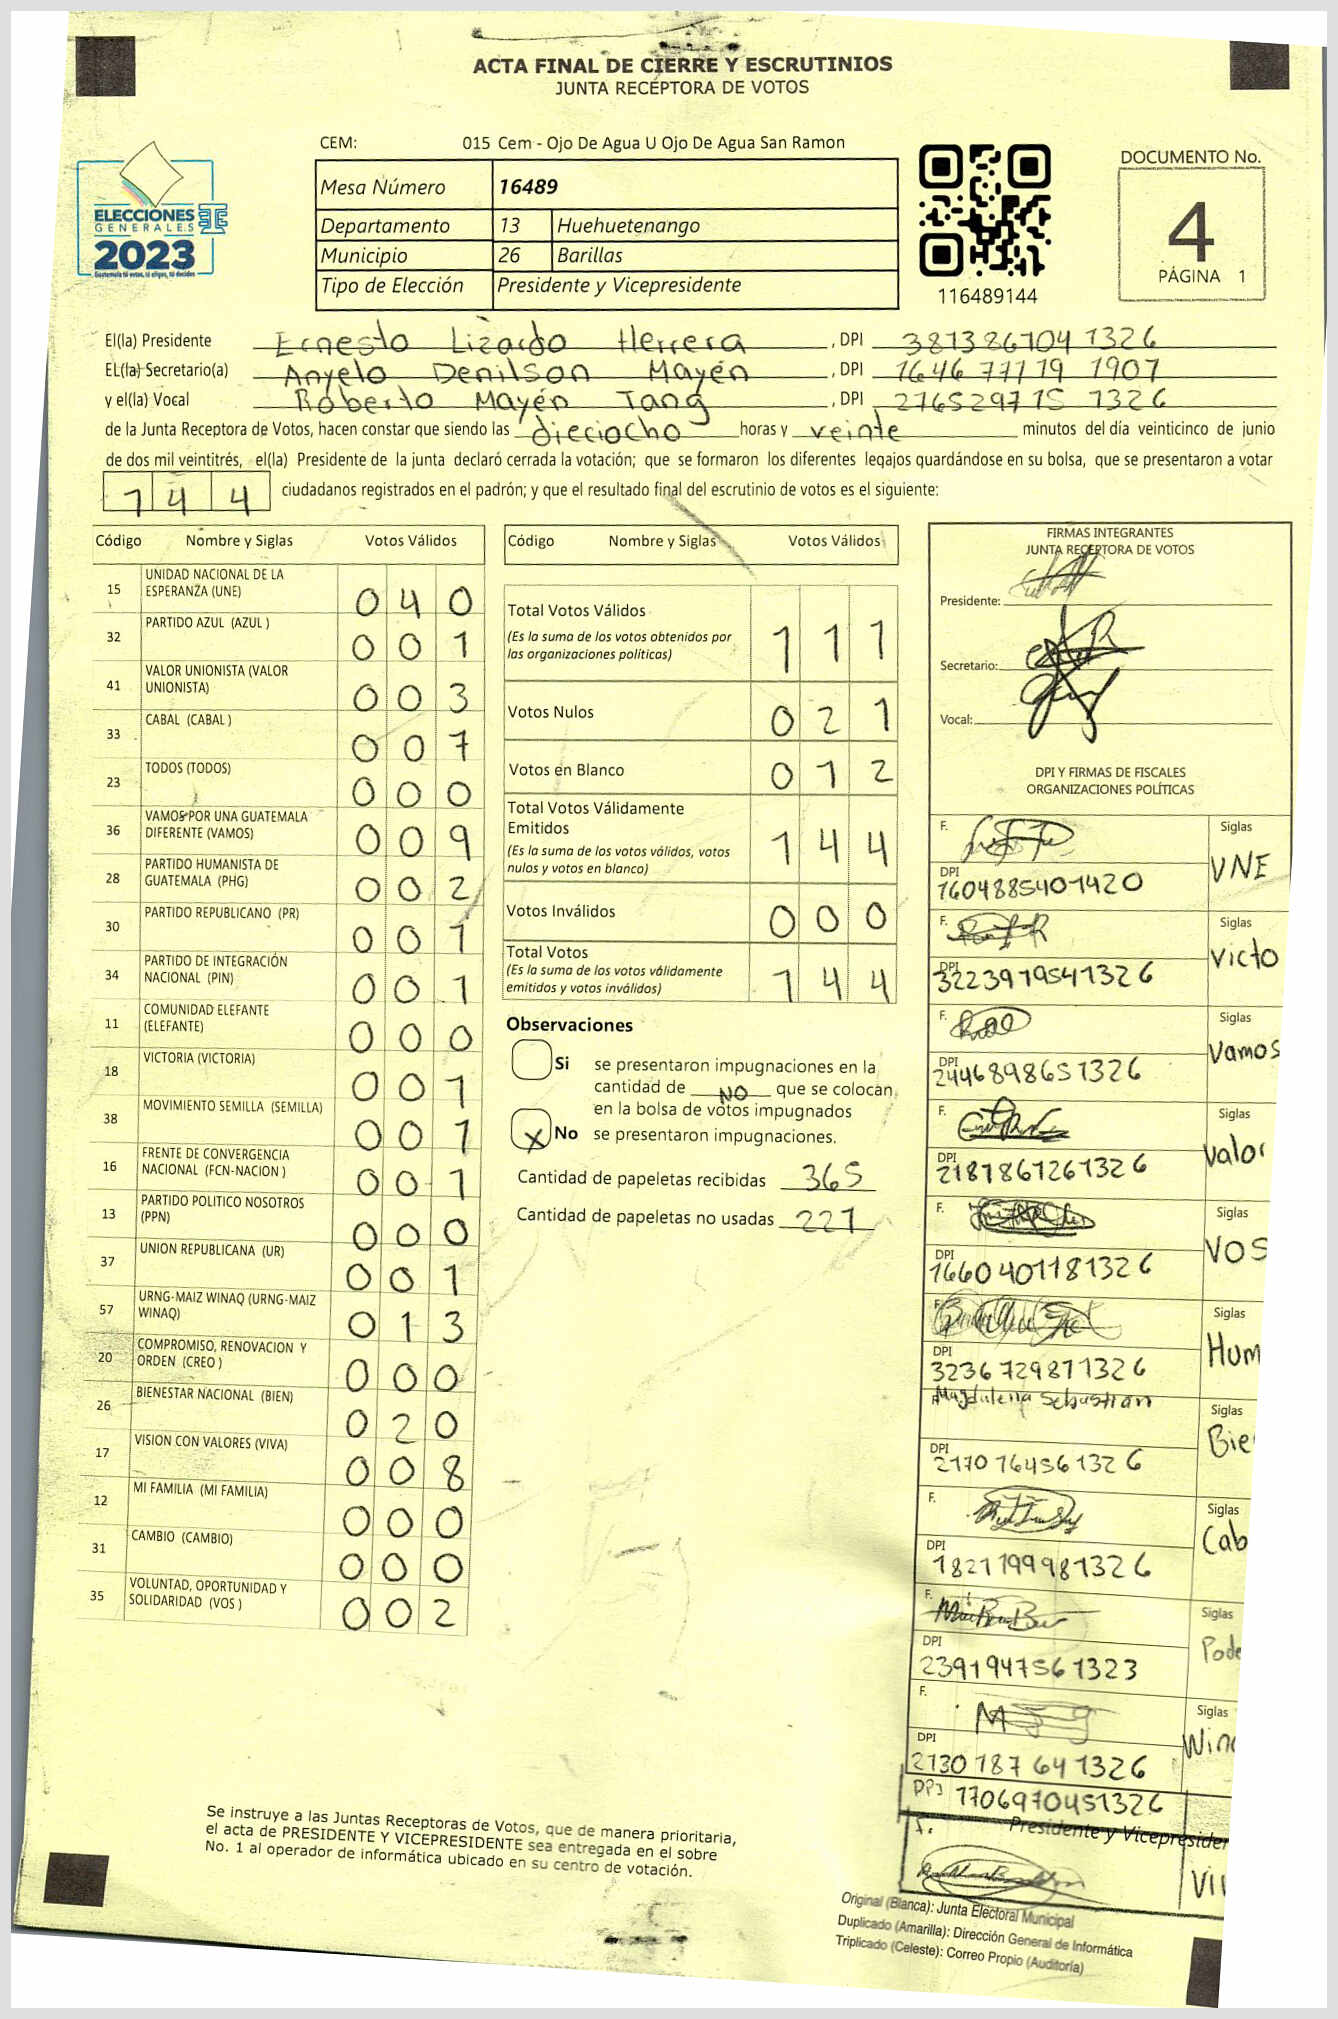 ACTA FINAL DE CIERRE Y ESCRUTINIOS
JUNTA RECEPTORA DE VOTOS
CEM: 015 Cem - Ojo De Agua U Ojo De Agua San Ramon
Mesa Número 16489
Departamento 13 Huehuetenango
Municipio 26 Barillas
Tipo de Elección Presidente y Vicepresidente
ELECCIONES
GENERALES
2023
Guatemala tú votas, tú eliges, tú decides
116489144
DOCUMENTO No.
4
PÁGINA 1
El(la) Presidente Ernesto Lizardo Herrera , DPI 381386704 1326
EL(la) Secretario(a) Anyelo Denilson Mayén , DPI 1646 77119 1907
y el(la) Vocal Roberto Mayén Tang , DPI 276529715 1326
de la Junta Receptora de Votos, hacen constar que siendo las dieciocho horas y veinte minutos del día veinticinco de junio
de dos mil veintitrés, el(la) Presidente de la junta declaró cerrada la votación; que se formaron los diferentes legajos guardándose en su bolsa, que se presentaron a votar
144 ciudadanos registrados en el padrón; y que el resultado final del escrutinio de votos es el siguiente:
Código Nombre y Siglas Votos Válidos
15 UNIDAD NACIONAL DE LA ESPERANZA (UNE) 0 4 0
32 PARTIDO AZUL (AZUL ) 0 0 1
41 VALOR UNIONISTA (VALOR UNIONISTA) 0 0 3
33 CABAL (CABAL ) 0 0 7
23 TODOS (TODOS) 0 0 0
36 VAMOS POR UNA GUATEMALA DIFERENTE (VAMOS) 0 0 9
28 PARTIDO HUMANISTA DE GUATEMALA (PHG) 0 0 2
30 PARTIDO REPUBLICANO (PR) 0 0 1
34 PARTIDO DE INTEGRACIÓN NACIONAL (PIN) 0 0 1
11 COMUNIDAD ELEFANTE (ELEFANTE) 0 0 0
18 VICTORIA (VICTORIA) 0 0 1
38 MOVIMIENTO SEMILLA (SEMILLA) 0 0 1
16 FRENTE DE CONVERGENCIA NACIONAL (FCN-NACION ) 0 0 1
13 PARTIDO POLITICO NOSOTROS (PPN) 0 0 0
37 UNION REPUBLICANA (UR) 0 0 1
57 URNG-MAIZ WINAQ (URNG-MAIZ WINAQ) 0 1 3
20 COMPROMISO, RENOVACION Y ORDEN (CREO ) 0 0 0
26 BIENESTAR NACIONAL (BIEN) 0 2 0
17 VISION CON VALORES (VIVA) 0 0 8
12 MI FAMILIA (MI FAMILIA) 0 0 0
31 CAMBIO (CAMBIO) 0 0 0
35 VOLUNTAD, OPORTUNIDAD Y SOLIDARIDAD (VOS ) 0 0 2
Código Nombre y Siglas Votos Válidos
Total Votos Válidos 1 1 1
(Es la suma de los votos obtenidos por
las organizaciones políticas)
Votos Nulos 0 2 1
Votos en Blanco 0 1 2
Total Votos Válidamente
Emitidos 1 4 4
(Es la suma de los votos válidos, votos
nulos y votos en blanco)
Votos Inválidos 0 0 0
Total Votos 1 4 4
(Es la suma de los votos válidamente
emitidos y votos inválidos)
Observaciones
Si se presentaron impugnaciones en la
cantidad de NO que se colocan
en la bolsa de votos impugnados
X No se presentaron impugnaciones.
Cantidad de papeletas recibidas 365
Cantidad de papeletas no usadas 221
FIRMAS INTEGRANTES
JUNTA RECEPTORA DE VOTOS
Presidente:
Secretario:
Vocal:
DPI Y FIRMAS DE FISCALES
ORGANIZACIONES POLÍTICAS
F. Siglas UNE
DPI 1604885401420
F. Siglas Victo
DPI 3223979541326
F. Siglas Vamos
DPI 2446898651326
F. Siglas Valor
DPI 2181861261326
F. Siglas VOS
DPI 1660401181326
F. Siglas Hum
DPI 3236729871326
Magdalena Sebastian Siglas Bie
DPI 2170164561326
F. Siglas Cab
DPI 1821199981326
F. Siglas Pode
DPI 2391947561323
F. Siglas Wina
DPI 2130 187 641326
DPI 1706970451326
F. Vi
Presidente y Vicepresiden
Se instruye a las Juntas Receptoras de Votos, que de manera prioritaria,
el acta de PRESIDENTE Y VICEPRESIDENTE sea entregada en el sobre
No. 1 al operador de informática ubicado en su centro de votación.
Original (Blanca): Junta Electoral Municipal
Duplicado (Amarilla): Dirección General de Informática
Triplicado (Celeste): Correo Propio (Auditoría)